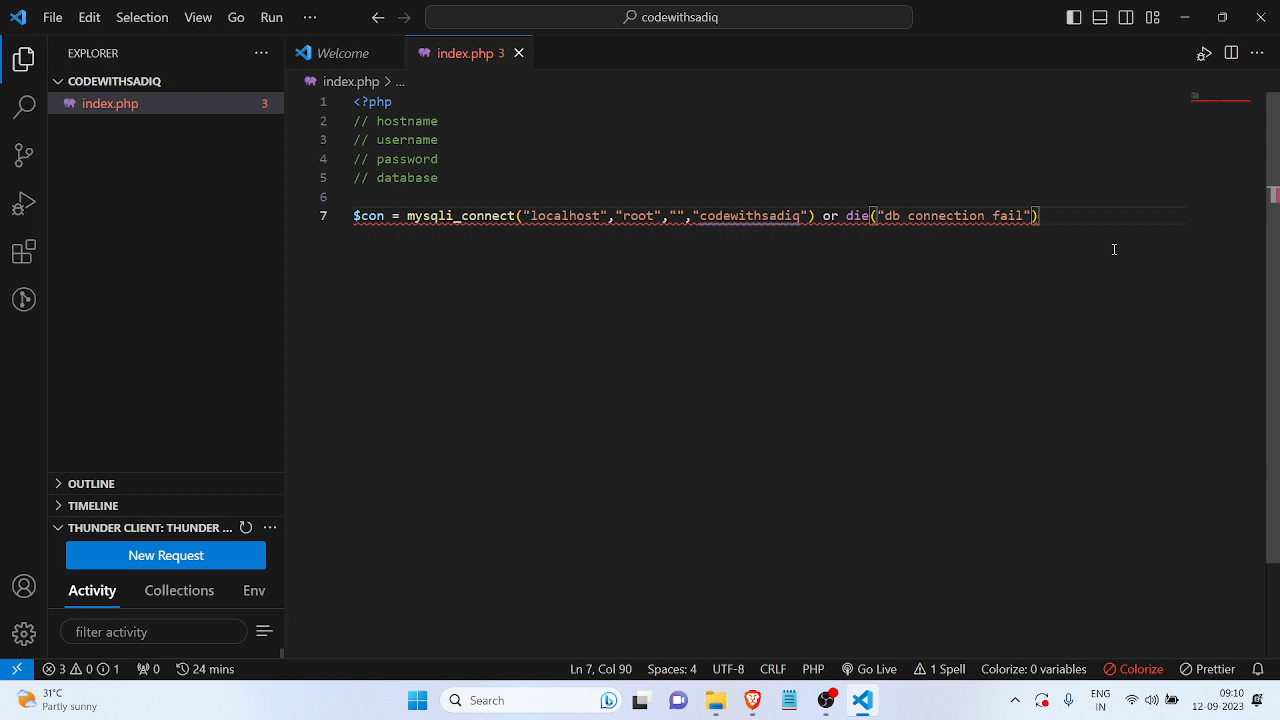 File Edit Selection View Go Run ··· codewithsadiq
EXPLORER ···
Welcome
index.php 3
CODEWITHSADIQ
index.php > ...
index.php 3
1 <?php
2 // hostname
3 // username
4 // password
5 // database
6
7 $con = mysqli_connect("localhost","root","","codewithsadiq") or die("db connection fail")
OUTLINE
TIMELINE
THUNDER CLIENT: THUNDER ... ···
New Request
Activity Collections Env
filter activity
3 0 1 0 24 mins Ln 7, Col 90 Spaces: 4 UTF-8 CRLF PHP Go Live 1 Spell Colorize: 0 variables Colorize Prettier
31°C
Partly sunny
Search
ENG
IN
09:10
12-09-2023